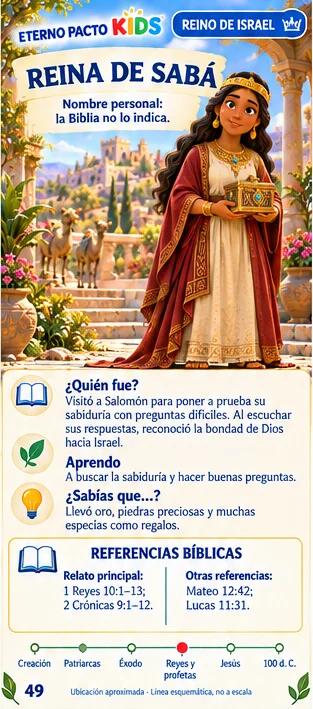 ETERNO PACTO KIDS
REINO DE ISRAEL
REINA DE SABÁ
Nombre personal:
la Biblia no lo indica.
¿Quién fue?
Visitó a Salomón para poner a prueba su
sabiduría con preguntas difíciles. Al escuchar
sus respuestas, reconoció la bondad de Dios
hacia Israel.
Aprendo
A buscar la sabiduría y hacer buenas preguntas.
¿Sabías que...?
Llevó oro, piedras preciosas y muchas
especias como regalos.
REFERENCIAS BÍBLICAS
Relato principal:
1 Reyes 10:1–13;
2 Crónicas 9:1–12.
Otras referencias:
Mateo 12:42;
Lucas 11:31.
Creación
Patriarcas
Éxodo
Reyes y
profetas
Jesús
100 d. C.
49
Ubicación aproximada · Línea esquemática, no a escala